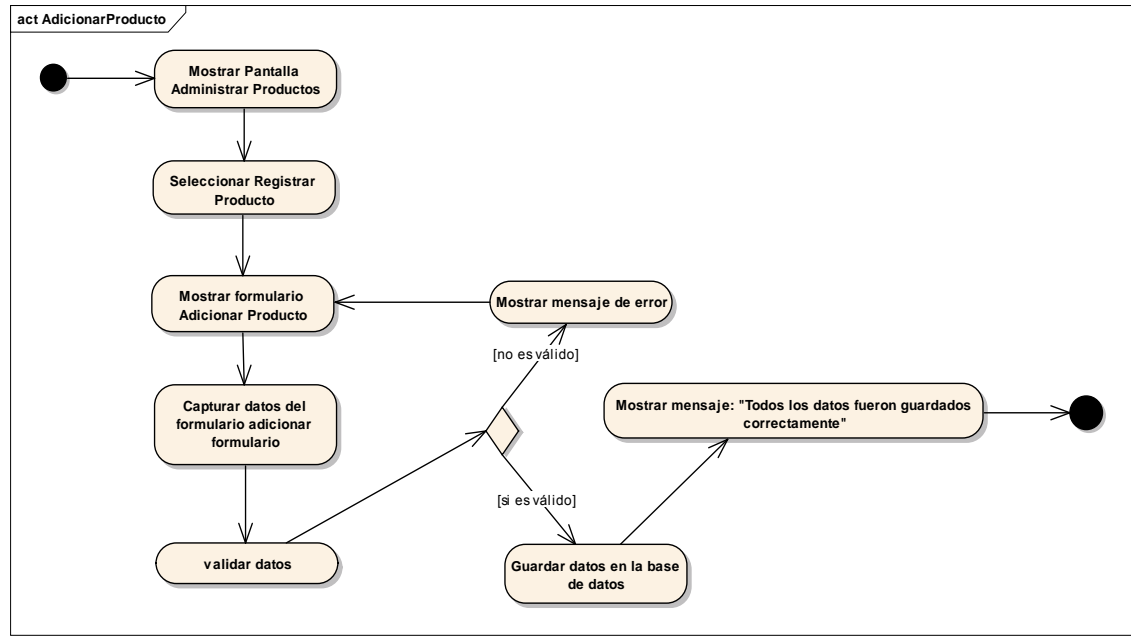 act AdicionarProducto
Mostrar Pantalla
Administrar Productos
Seleccionar Registrar
Producto
Mostrar formulario
Adicionar Producto
Mostrar mensaje de error
[no es válido]
Capturar datos del
formulario adicionar
formulario
Mostrar mensaje: "Todos los datos fueron guardados
correctamente"
[si es válido]
validar datos
Guardar datos en la base
de datos